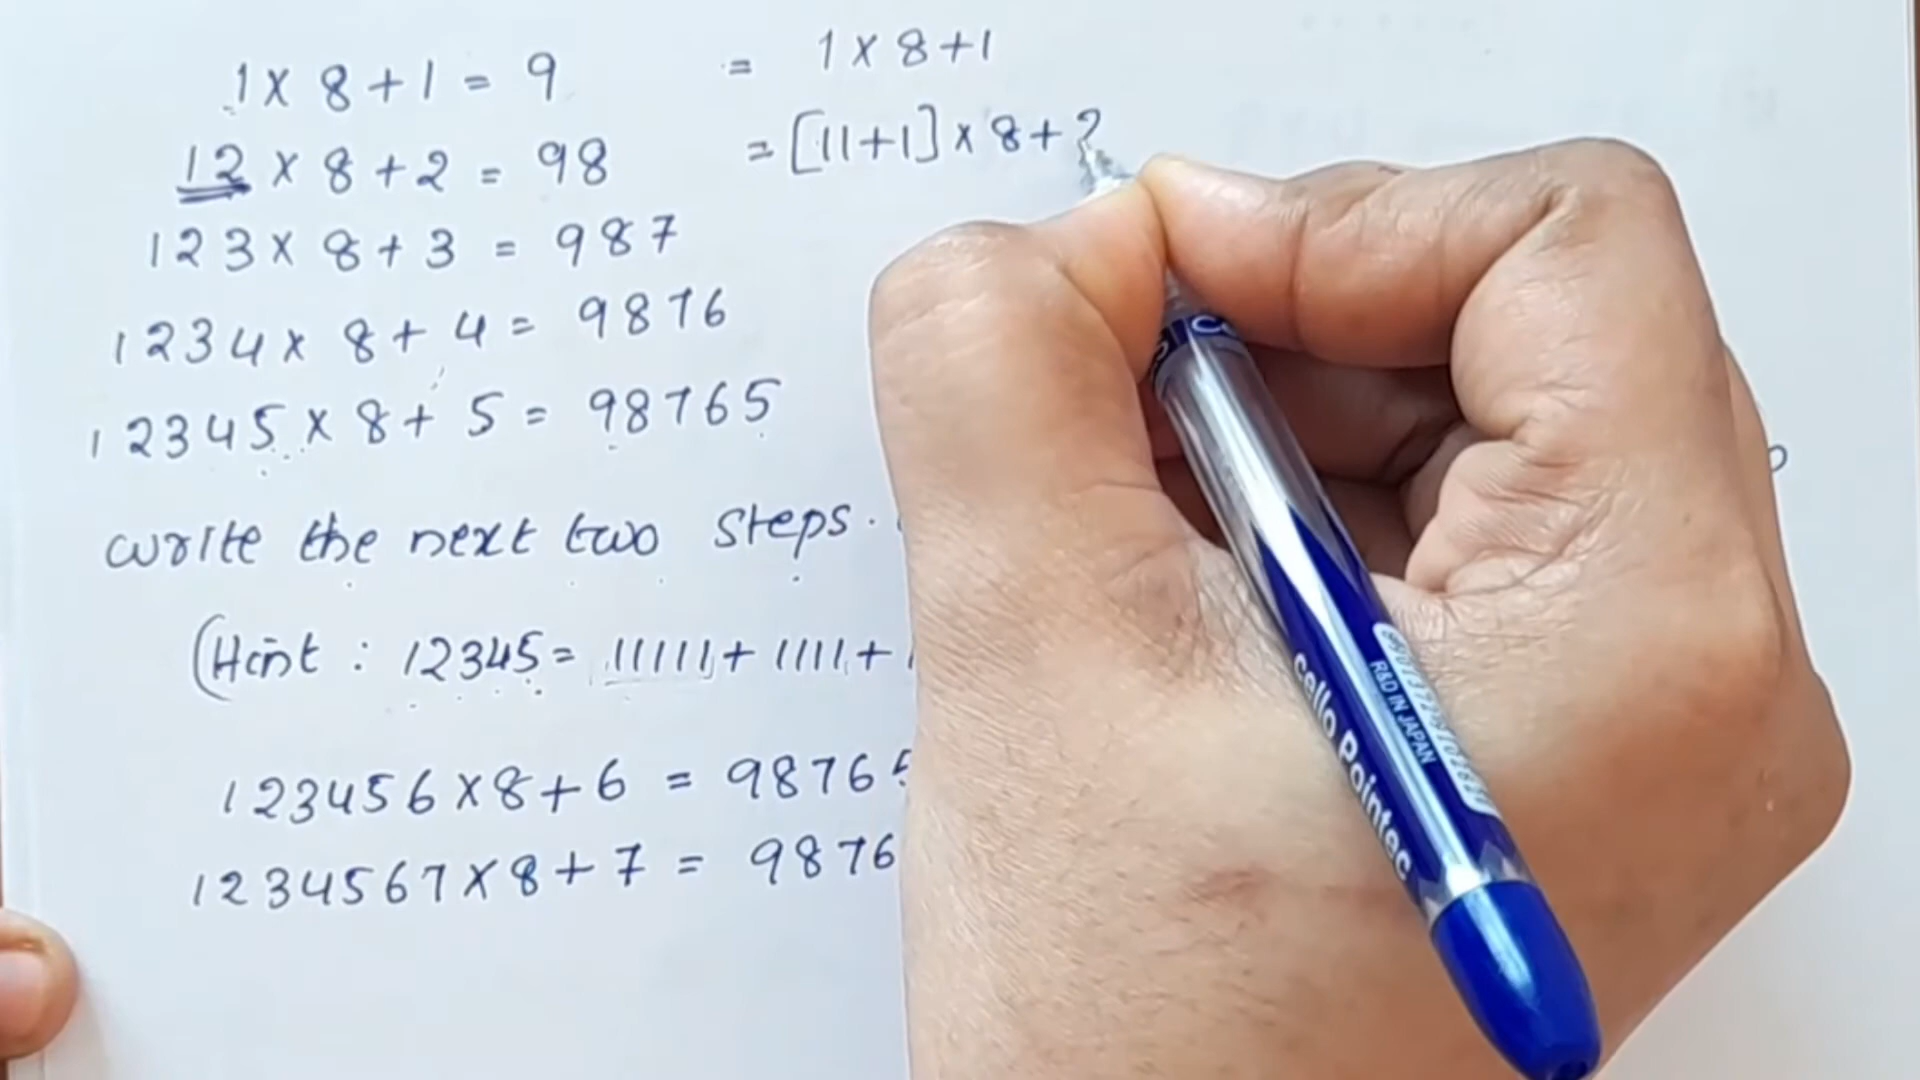 1 x 8 + 1 = 9 = 1 x 8 + 1
12 x 8 + 2 = 98 = [11+1] x 8 + 2
123 x 8 + 3 = 987
1234 x 8 + 4 = 9876
12345 x 8 + 5 = 98765
write the next two steps.
(Hint : 12345 = 11111 + 1111 +
123456 x 8 + 6 = 98765
1234567 x 8 + 7 = 9876
Cello Pointec
R&D IN JAPAN